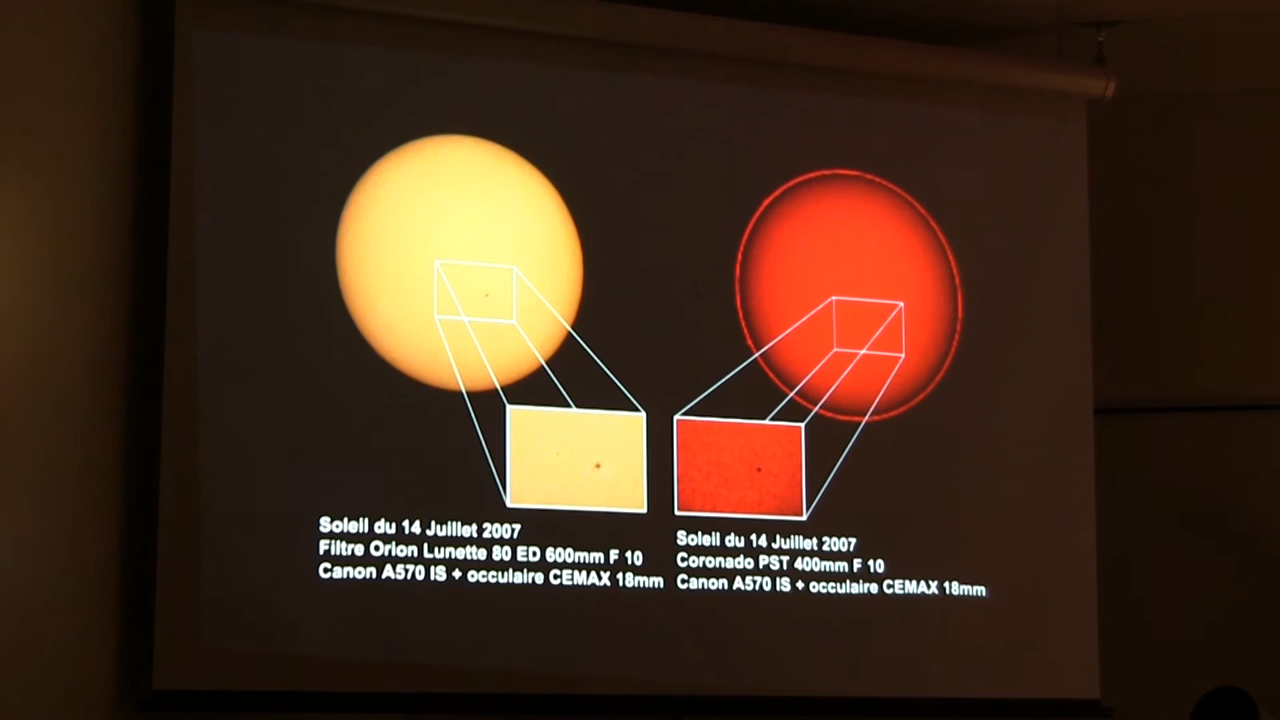 Soleil du 14 Juillet 2007
Filtre Orion Lunette 80 ED 600mm F 10
Canon A570 IS + occulaire CEMAX 18mm
Soleil du 14 Juillet 2007
Coronado PST 400mm F 10
Canon A570 IS + occulaire CEMAX 18mm